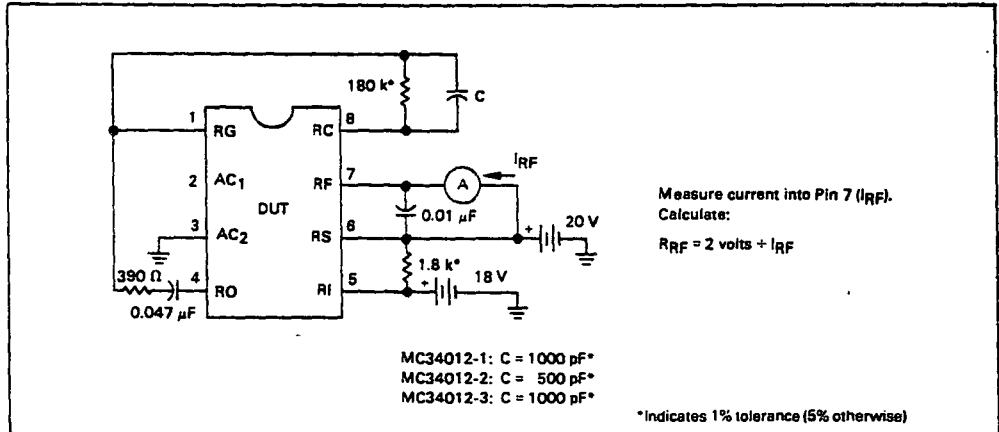 180 k*
C
1
RG
RC
8
IRF
2
AC1
RF
7
A
DUT
0.01 µF
3
AC2
RS
6
+
20 V
1.8 k*
390 Ω
4
RO
RI
5
+
18 V
0.047 µF
Measure current into Pin 7 (IRF).
Calculate:
RRF = 2 volts ÷ IRF
MC34012-1: C = 1000 pF*
MC34012-2: C = 500 pF*
MC34012-3: C = 1000 pF*
*Indicates 1% tolerance (5% otherwise)